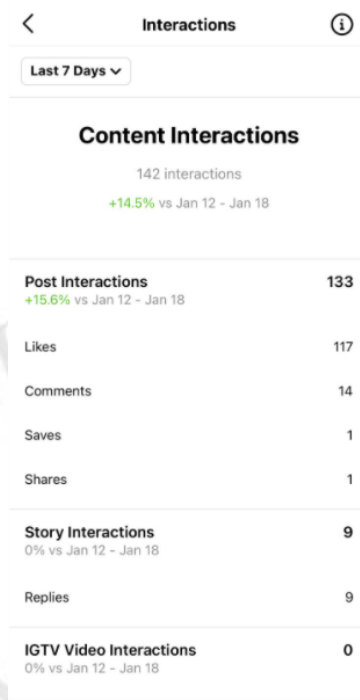 Interactions
Last 7 Days
Content Interactions
142 interactions
+14.5% vs Jan 12 - Jan 18
Post Interactions 133
+15.6% vs Jan 12 - Jan 18
Likes 117
Comments 14
Saves 1
Shares 1
Story Interactions 9
0% vs Jan 12 - Jan 18
Replies 9
IGTV Video Interactions 0
0% vs Jan 12 - Jan 18